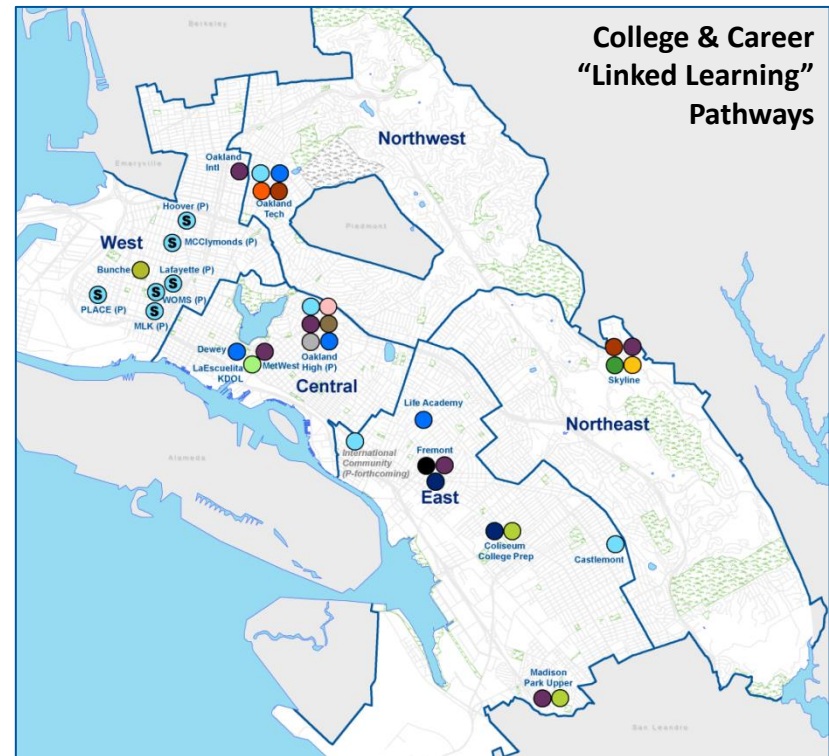 College & Career
“Linked Learning”
Pathways
Berkeley
Northwest
Emeryville
Oakland
Intl
Oakland
Tech
Piedmont
Hoover (P)
S
West
S
MCClymonds (P)
Bunche
Lafayette (P)
S
S
S
PLACE (P)
WOMS (P)
S
MLK (P)
Dewey
MetWest
LaEscuelita
KDOL
Oakland
High (P)
Central
Skyline
Northeast
Life Academy
Alameda
International
Community
(P-forthcoming)
Fremont
East
Coliseum
College Prep
Castlemont
Madison
Park Upper
San Leandro